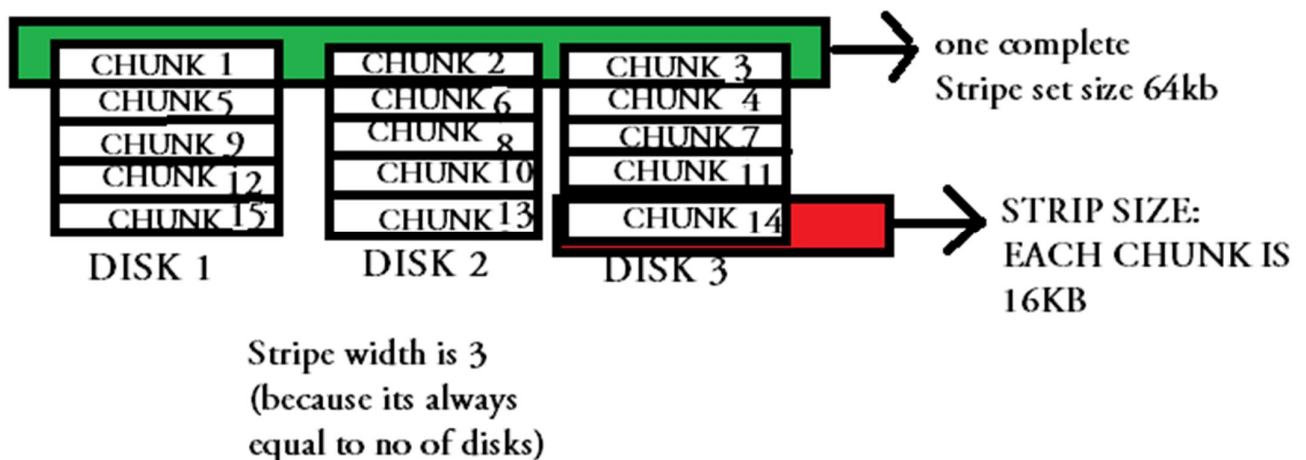 CHUNK 1 CHUNK 2 CHUNK 3
CHUNK 5 CHUNK 6 CHUNK 4
CHUNK 9 CHUNK 8 CHUNK 7
CHUNK 12 CHUNK 10 CHUNK 11
CHUNK 15 CHUNK 13 CHUNK 14
DISK 1 DISK 2 DISK 3
one complete
Stripe set size 64kb
STRIP SIZE:
EACH CHUNK IS
16KB
Stripe width is 3
(because its always
equal to no of disks)